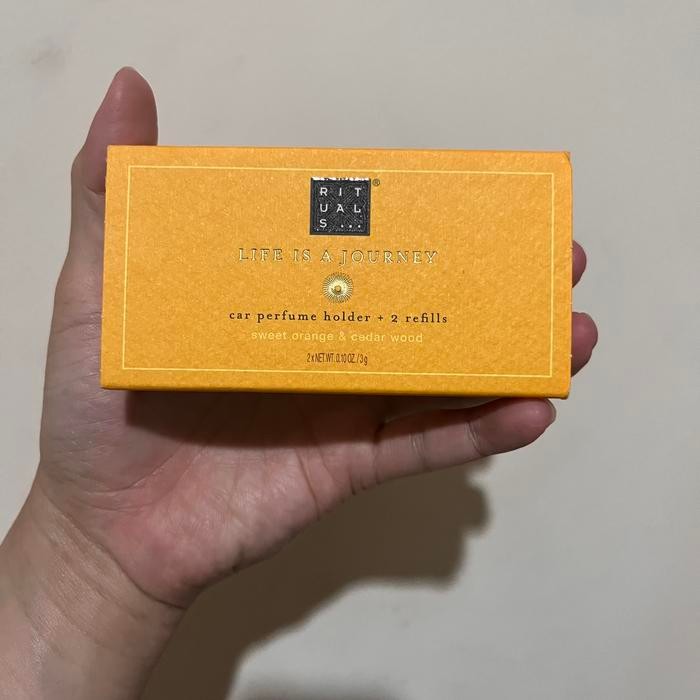 RIT
UAL
S...
®
LIFE IS A JOURNEY
car perfume holder + 2 refills
sweet orange & cedar wood
2 x NET WT. 0.10 OZ. / 3 g